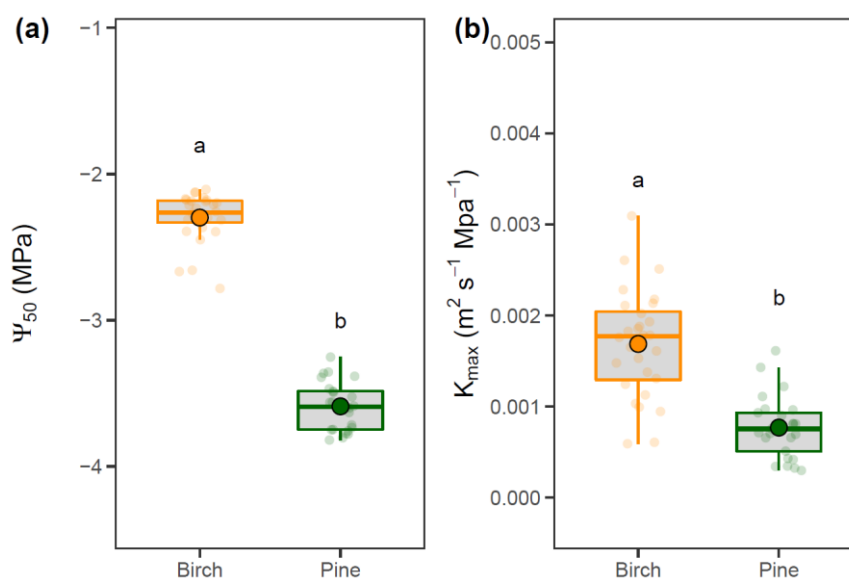 (a)
Ψ50 (MPa)
−1
−2
−3
−4
a
b
Birch
Pine
(b)
Kmax (m² s⁻¹ Mpa⁻¹)
0.005
0.004
0.003
0.002
0.001
0.000
a
b
Birch
Pine